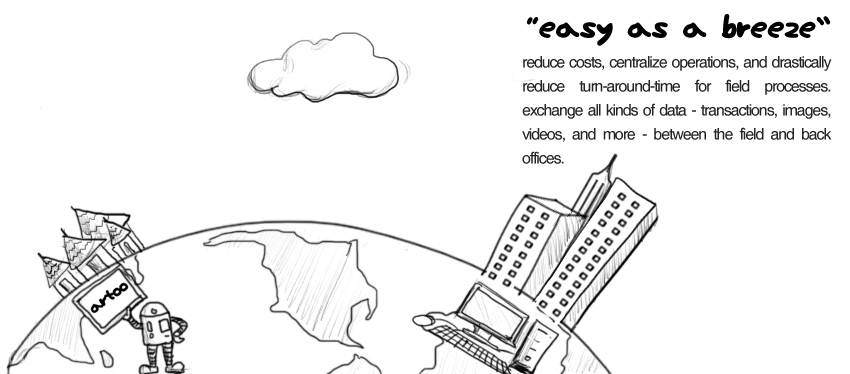 "easy as a breeze"
reduce costs, centralize operations, and drastically
reduce turn-around-time for field processes.
exchange all kinds of data - transactions, images,
videos, and more - between the field and back
offices.
artoo